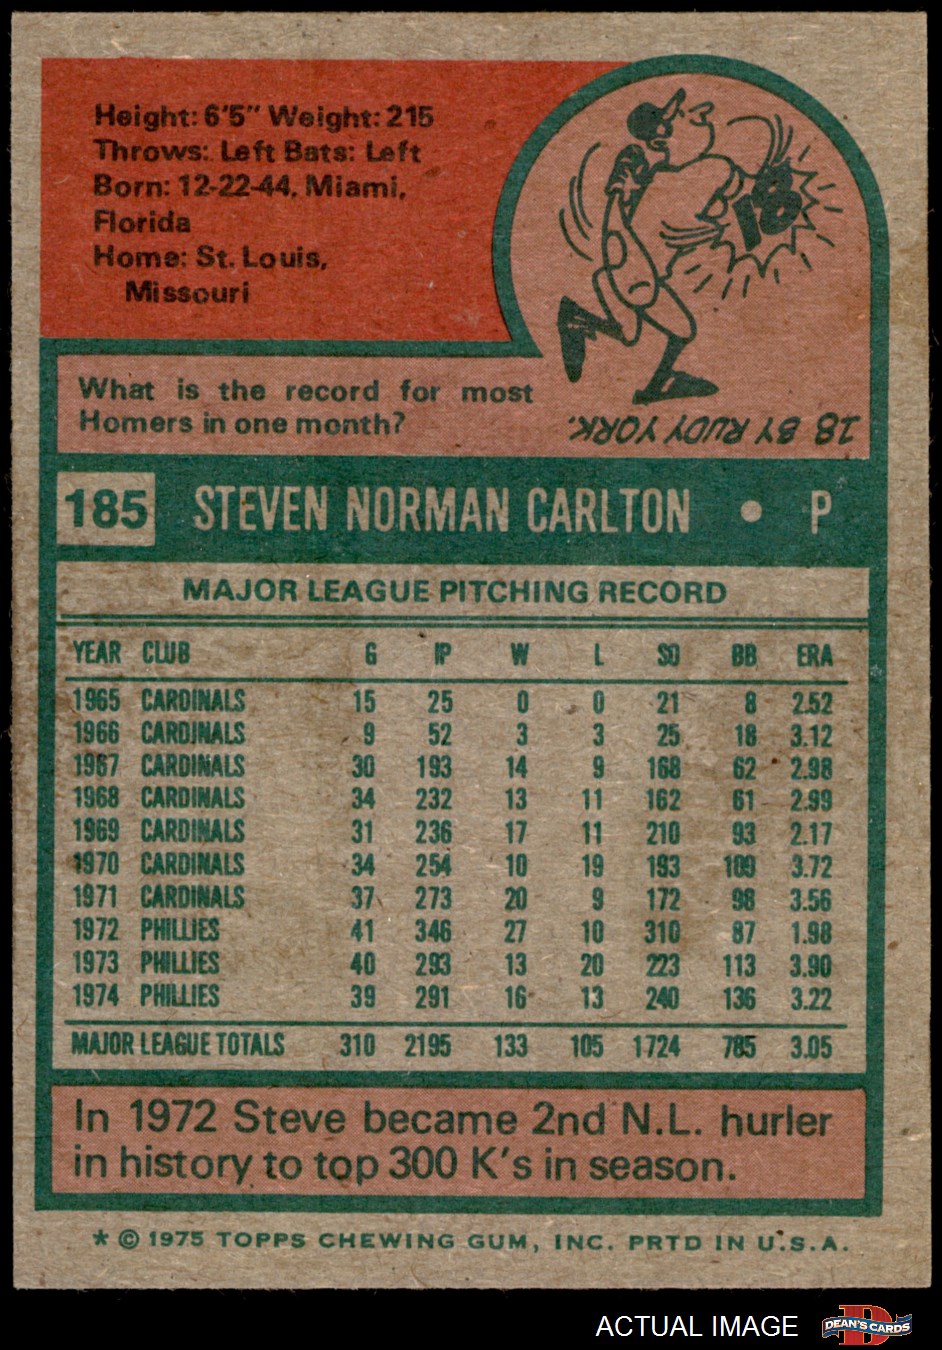 Height: 6'5" Weight: 215
Throws: Left Bats: Left
Born: 12-22-44, Miami,
Florida
Home: St. Louis,
Missouri
18
What is the record for most
Homers in one month?
18 BY RUDY YORK.
185 STEVEN NORMAN CARLTON • P
MAJOR LEAGUE PITCHING RECORD
YEAR CLUB G IP W L SO BB ERA
1965 CARDINALS 15 25 0 0 21 8 2.52
1966 CARDINALS 9 52 3 3 25 18 3.12
1967 CARDINALS 30 193 14 9 168 62 2.98
1968 CARDINALS 34 232 13 11 162 61 2.99
1969 CARDINALS 31 236 17 11 210 93 2.17
1970 CARDINALS 34 254 10 19 193 109 3.72
1971 CARDINALS 37 273 20 9 172 98 3.56
1972 PHILLIES 41 346 27 10 310 87 1.98
1973 PHILLIES 40 293 13 20 223 113 3.90
1974 PHILLIES 39 291 16 13 240 136 3.22
MAJOR LEAGUE TOTALS 310 2195 133 105 1724 785 3.05
In 1972 Steve became 2nd N.L. hurler
in history to top 300 K's in season.
* © 1975 TOPPS CHEWING GUM, INC. PRTD IN U.S.A.
ACTUAL IMAGE D DEAN'S CARDS